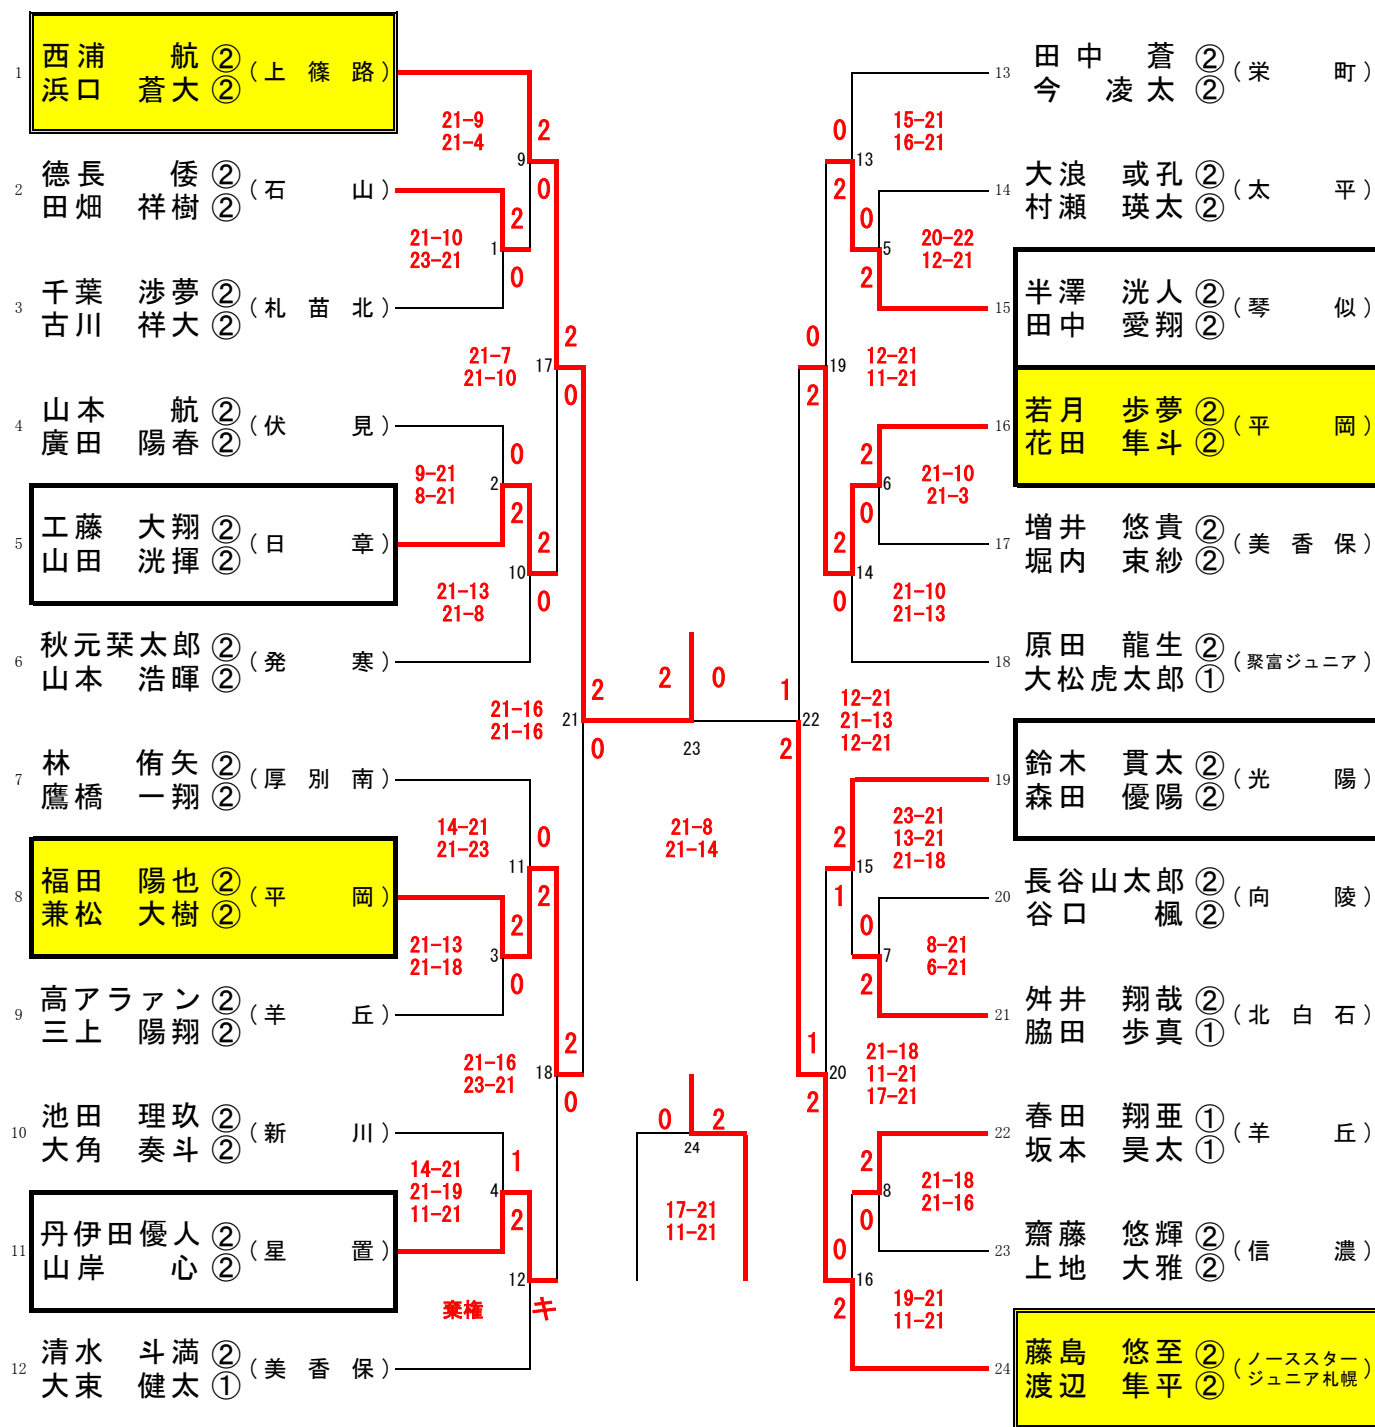 1 西浦 航② (上篠路)
浜口 蒼大②
21-9
21-4
2
9
0
2 德長 倭② (石山)
田畑 祥樹②
21-10
23-21
2
1
0
3 千葉 渉夢② (札苗北)
古川 祥大②
21-7
21-10
2
17
0
4 山本 航② (伏見)
廣田 陽春②
9-21
8-21
0
2
2
5 工藤 大翔② (日章)
山田 洸揮②
21-13
21-8
2
10
0
6 秋元栞太郎② (発寒)
山本 浩暉②
21-16
21-16
2
21
0
7 林 侑矢② (厚別南)
鷹橋 一翔②
14-21
21-23
0
11
2
8 福田 陽也② (平岡)
兼松 大樹②
21-13
21-18
2
3
0
9 高アラァン② (羊丘)
三上 陽翔②
21-16
23-21
2
18
0
10 池田 理玖② (新川)
大角 奏斗②
14-21
21-19
11-21
1
4
2
11 丹伊田優人② (星置)
山岸 心②
12
棄権 キ
12 清水 斗満② (美香保)
大東 健太①
2 0
23
21-8
21-14
0 2
24
17-21
11-21
13 田中 蒼② (栄町)
今 凌太②
15-21
16-21
0
13
2
14 大浪 或孔② (太平)
村瀬 瑛太②
20-22
12-21
0
5
2
15 半澤 洸人② (琴似)
田中 愛翔②
12-21
11-21
0
19
2
16 若月 歩夢② (平岡)
花田 隼斗②
21-10
21-3
2
6
0
17 増井 悠貴② (美香保)
堀内 束紗②
21-10
21-13
2
14
0
18 原田 龍生② (聚富ジュニア)
大松虎太郎①
12-21
21-13
12-21
1
22
2
19 鈴木 貫太② (光陽)
森田 優陽②
23-21
13-21
21-18
2
15
1
20 長谷山太郎② (向陵)
谷口 楓②
8-21
6-21
0
7
2
21 舛井 翔哉② (北白石)
脇田 歩真①
21-18
11-21
17-21
1
20
2
22 春田 翔亜① (羊丘)
坂本 昊太①
21-18
21-16
2
8
0
23 齋藤 悠輝② (信濃)
上地 大雅②
19-21
11-21
0
16
2
24 藤島 悠至② (ノーススタージュニア札幌)
渡辺 隼平②